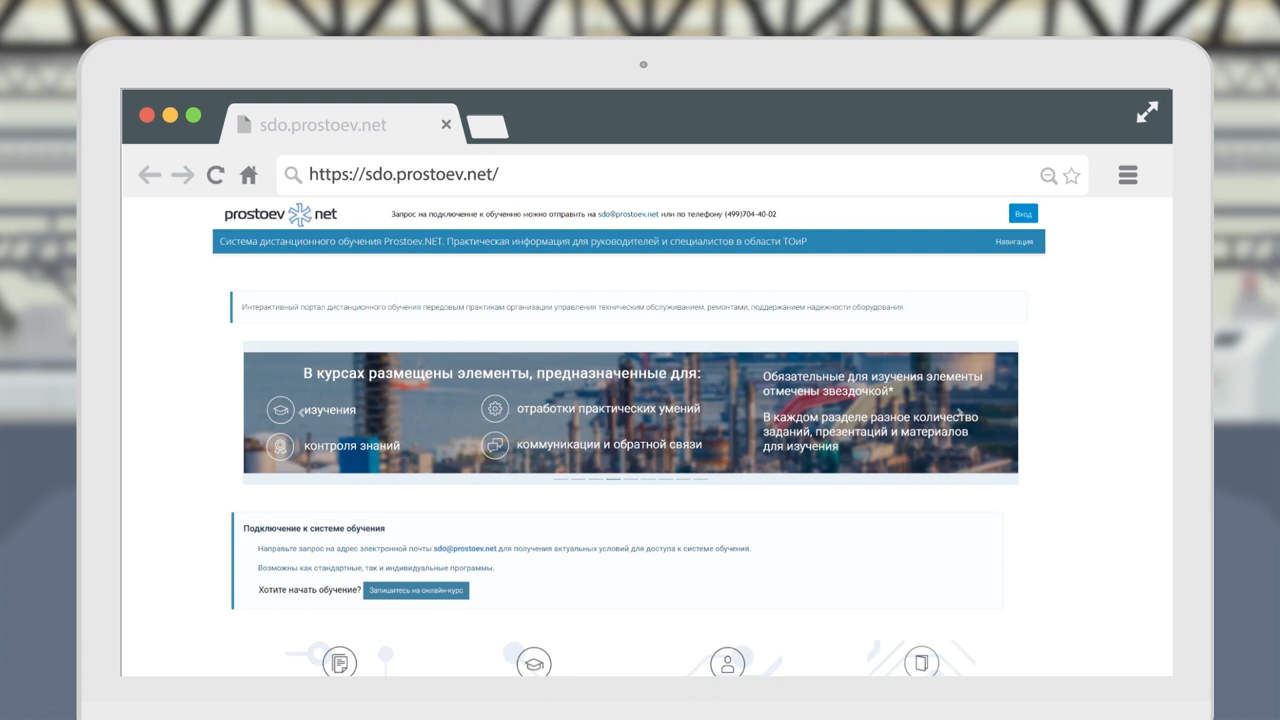 sdo.prostoev.net
https://sdo.prostoev.net/
prostoev net
Запрос на подключение к обучению можно отправить на sdo@prostoev.net или по телефону (499)704-40-02
Вход
Система дистанционного обучения Prostoev.NET. Практическая информация для руководителей и специалистов в области ТОиР
Навигация
Интерактивный портал дистанционного обучения передовым практикам организации управления техническим обслуживанием, ремонтами, поддержанием надежности оборудования
В курсах размещены элементы, предназначенные для:
изучения
отработки практических умений
контроля знаний
коммуникации и обратной связи
Обязательные для изучения элементы
отмечены звездочкой*
В каждом разделе разное количество
заданий, презентаций и материалов
для изучения
Подключение к системе обучения
Направьте запрос на адрес электронной почты sdo@prostoev.net для получения актуальных условий для доступа к системе обучения.
Возможны как стандартные, так и индивидуальные программы.
Хотите начать обучение? Запишитесь на онлайн-курс